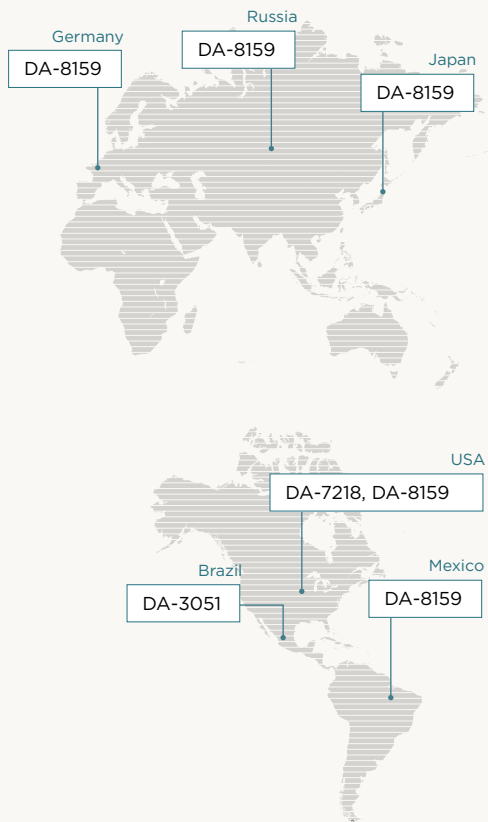 Russia
DA-8159
Germany
DA-8159
Japan
DA-8159
USA
DA-7218, DA-8159
Mexico
DA-8159
Brazil
DA-3051